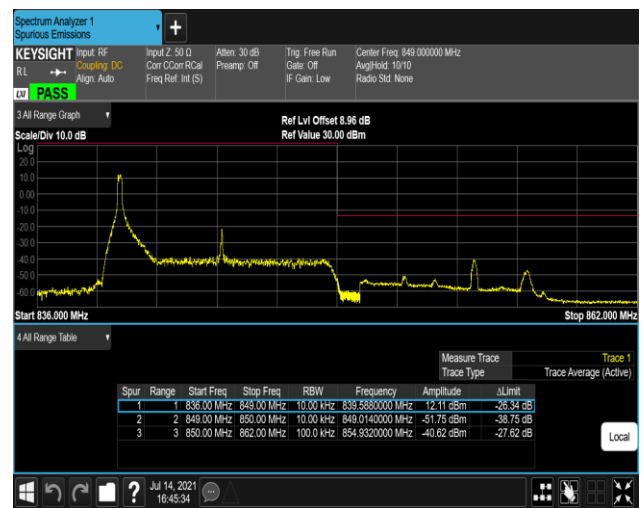 Spectrum Analyzer 1
Spurious Emissions
+
KEYSIGHT Input: RF Input Z: 50 Ω Atten: 30 dB Trig: Free Run Center Freq: 849.000000 MHz
RL Coupling: DC Corr CCorr RCal Preamp: Off Gate: Off Avg|Hold: 10/10
Align: Auto Freq Ref: Int (S) IF Gain: Low Radio Std: None
LXI PASS
3 All Range Graph
Ref Lvl Offset 8.96 dB
Scale/Div 10.0 dB Ref Value 30.00 dBm
Log
20.0
10.0
0.00
-10.0
-20.0
-30.0
-40.0
-50.0
-60.0
Start 836.000 MHz Stop 862.000 MHz
4 All Range Table
Measure Trace Trace 1
Trace Type Trace Average (Active)
Spur Range Start Freq Stop Freq RBW Frequency Amplitude ΔLimit
1 1 836.00 MHz 849.00 MHz 10.00 kHz 839.5880000 MHz 12.11 dBm -26.34 dB
2 2 849.00 MHz 850.00 MHz 10.00 kHz 849.0140000 MHz -51.75 dBm -38.75 dB
3 3 850.00 MHz 862.00 MHz 100.0 kHz 854.9320000 MHz -40.62 dBm -27.62 dB
Local
? Jul 14, 2021
16:45:34